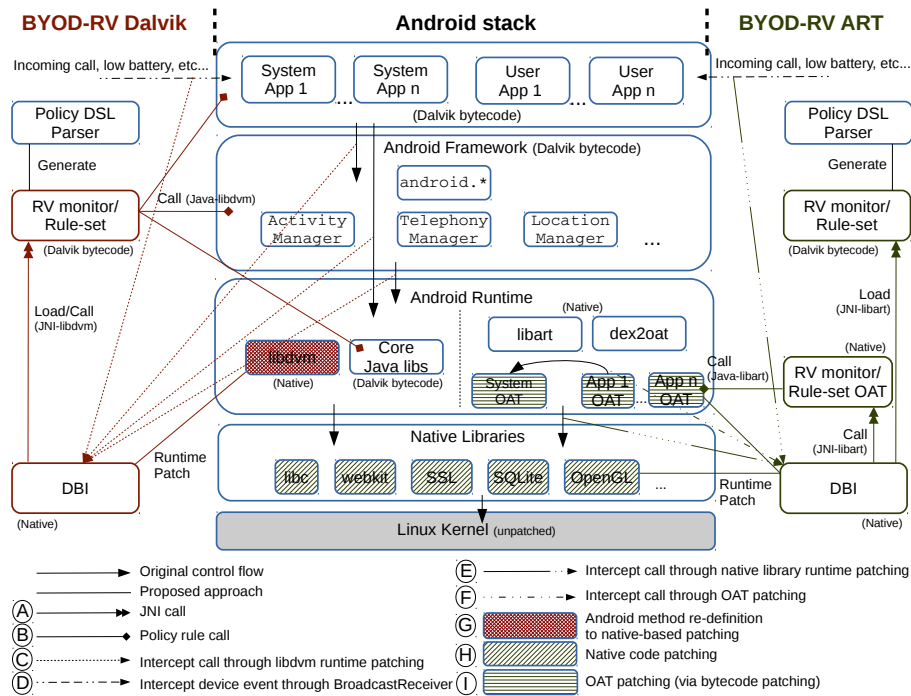 BYOD-RV Dalvik
Android stack
BYOD-RV ART
Incoming call, low battery, etc...
System
App 1
System
App n
User
App 1
User
App n
...
...
(Dalvik bytecode)
Incoming call, low battery, etc...
Policy DSL
Parser
Generate
RV monitor/
Rule-set
(Dalvik bytecode)
Call (Java-libdvm)
Load/Call
(JNI-libdvm)
DBI
(Native)
Runtime
Patch
Android Framework (Dalvik bytecode)
android.*
Activity
Manager
Telephony
Manager
Location
Manager
...
Android Runtime
(Native)
libart
dex2oat
libdvm
(Native)
Core
Java libs
(Dalvik bytecode)
System
OAT
App 1
OAT
...
App n
OAT
Native Libraries
libc
webkit
SSL
SQLite
OpenGL
...
Linux Kernel (unpatched)
Policy DSL
Parser
Generate
RV monitor/
Rule-set
(Dalvik bytecode)
Load
(JNI-libart)
(Native)
Call
(Java-libart)
RV monitor/
Rule-set OAT
Call
(JNI-libart)
Runtime
Patch
DBI
(Native)
Original control flow
Proposed approach
A JNI call
B Policy rule call
C Intercept call through libdvm runtime patching
D Intercept device event through BroadcastReceiver
E Intercept call through native library runtime patching
F Intercept call through OAT patching
G Android method re-definition
to native-based patching
H Native code patching
I OAT patching (via bytecode patching)